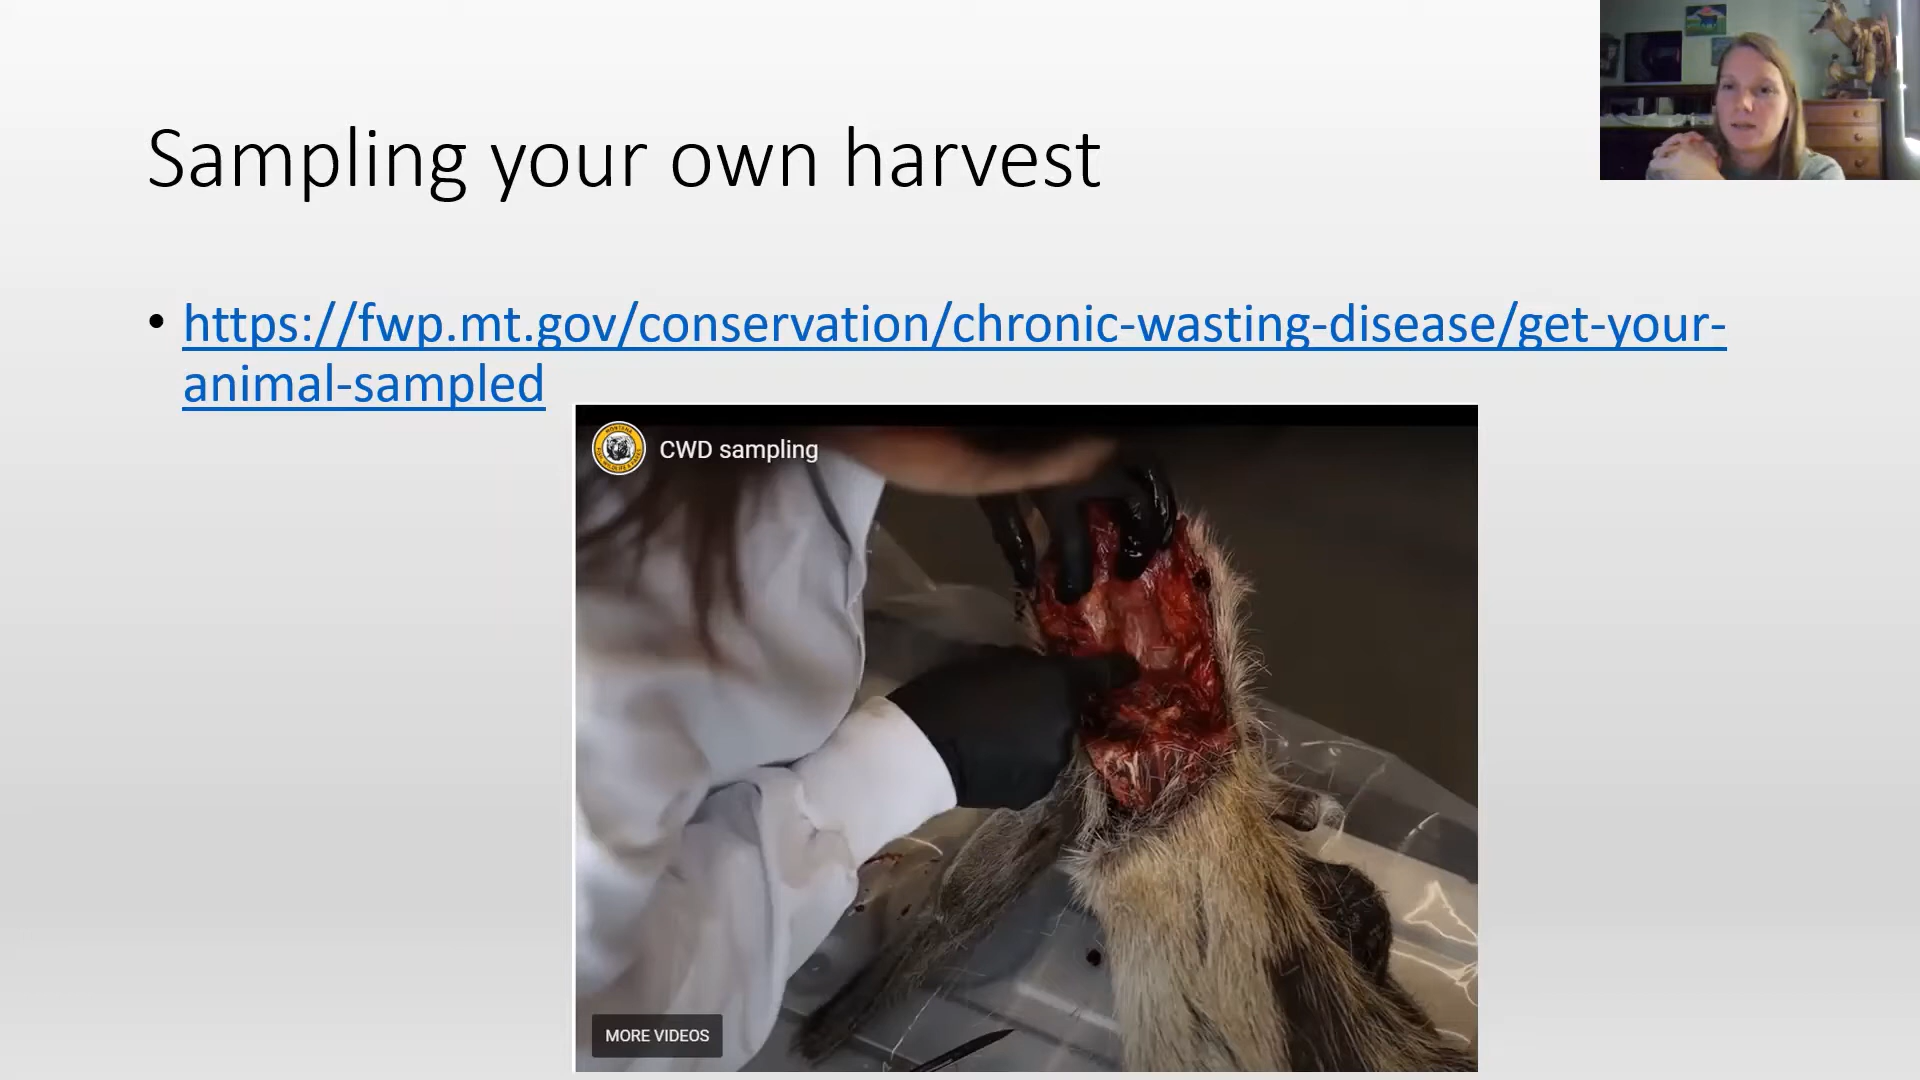 Sampling your own harvest
• https://fwp.mt.gov/conservation/chronic-wasting-disease/get-your-
animal-sampled
CWD sampling
MORE VIDEOS